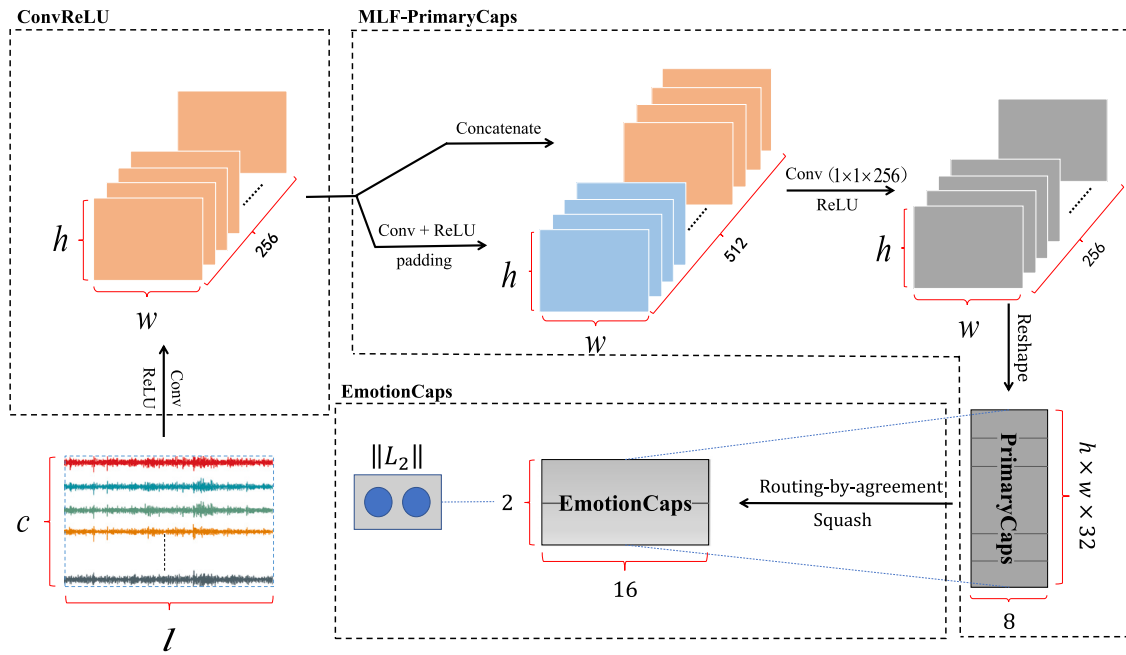 ConvReLU
MLF-PrimaryCaps
h
w
256
Concatenate
Conv + ReLU
padding
h
w
512
Conv (1×1×256)
ReLU
h
w
256
Reshape
Conv
ReLU
c
l
EmotionCaps
‖L₂‖
2
EmotionCaps
16
Routing-by-agreement
Squash
PrimaryCaps
h × w × 32
8